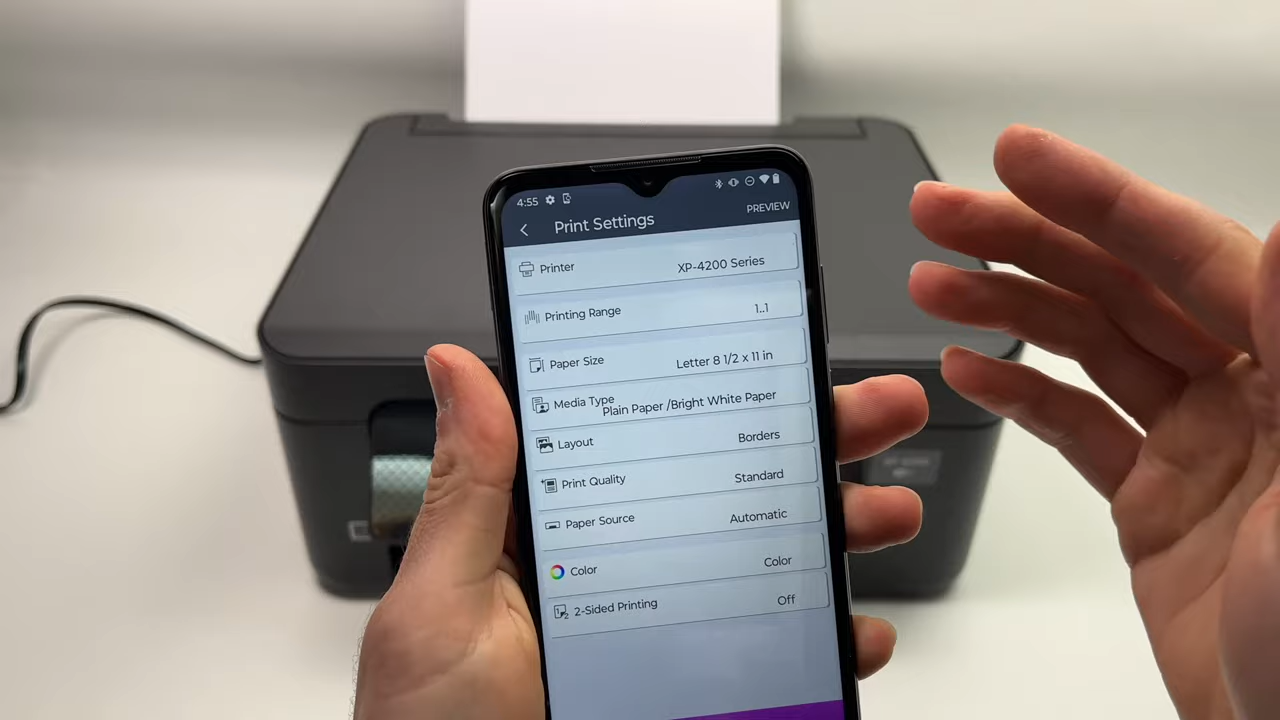 4:55
Print Settings
PREVIEW
Printer XP-4200 Series
Printing Range 1..1
Paper Size Letter 8 1/2 x 11 in
Media Type Plain Paper /Bright White Paper
Layout Borders
Print Quality Standard
Paper Source Automatic
Color Color
2-Sided Printing Off